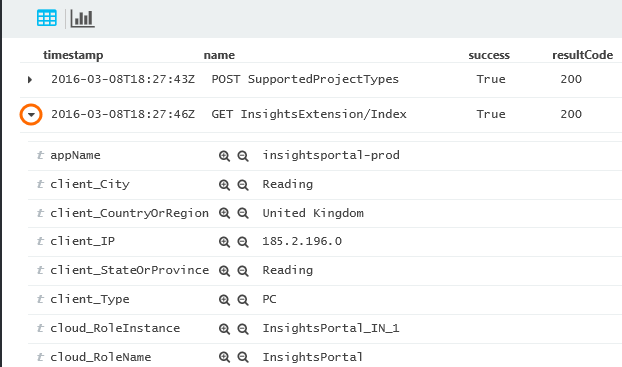 timestamp name success resultCode
2016-03-08T18:27:43Z POST SupportedProjectTypes True 200
2016-03-08T18:27:46Z GET InsightsExtension/Index True 200
t appName insightsportal-prod
t client_City Reading
t client_CountryOrRegion United Kingdom
t client_IP 185.2.196.0
t client_StateOrProvince Reading
t client_Type PC
t cloud_RoleInstance InsightsPortal_IN_1
t cloud_RoleName InsightsPortal